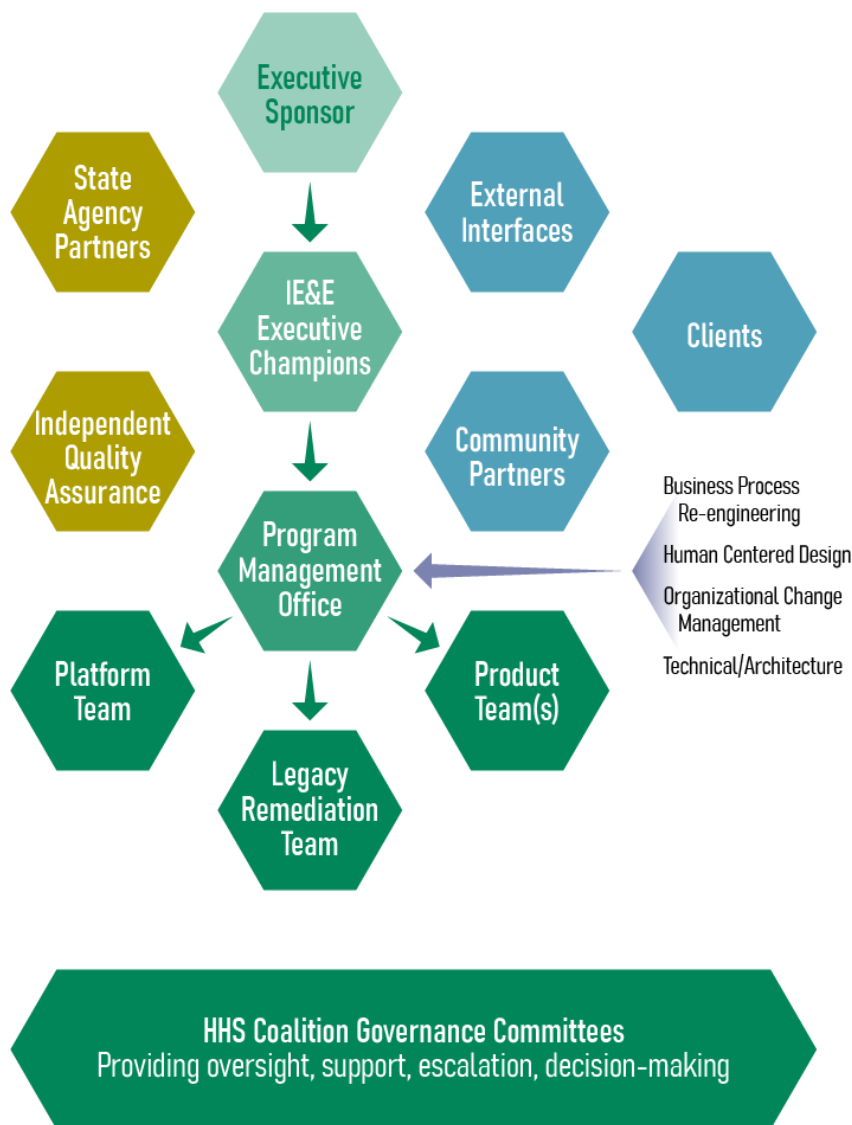 Executive
Sponsor
State
Agency
Partners
External
Interfaces
IE&E
Executive
Champions
Clients
Independent
Quality
Assurance
Community
Partners
Business Process
Re-engineering
Human Centered Design
Organizational Change
Management
Technical/Architecture
Program
Management
Office
Platform
Team
Product
Team(s)
Legacy
Remediation
Team
HHS Coalition Governance Committees
Providing oversight, support, escalation, decision-making